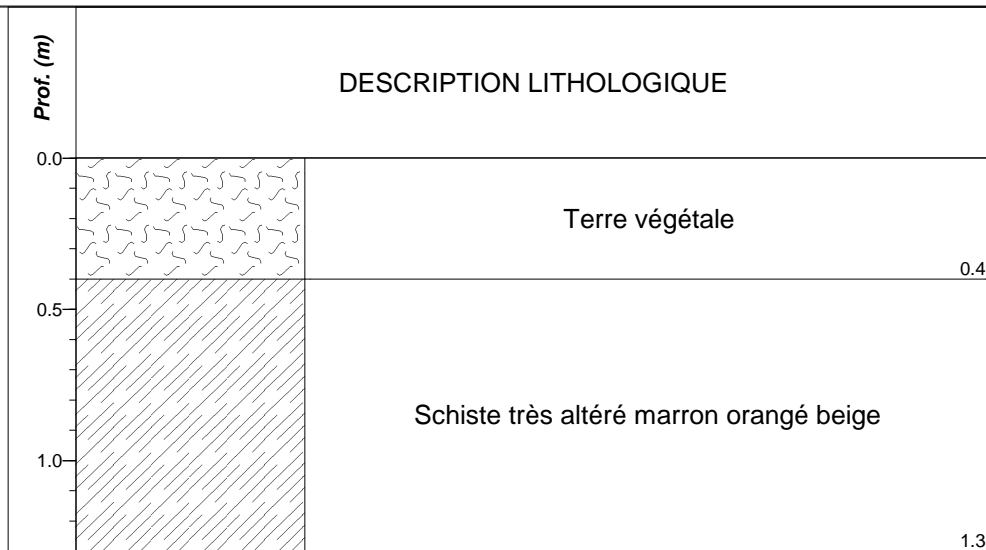 Prof. (m)
DESCRIPTION LITHOLOGIQUE
0.0
Terre végétale
0.4
0.5
Schiste très altéré marron orangé beige
1.0
1.3